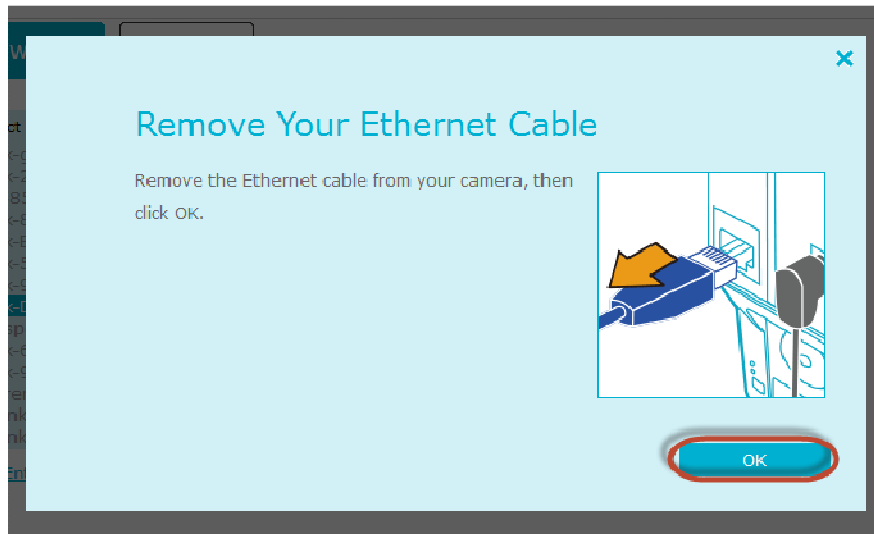 Remove Your Ethernet Cable
Remove the Ethernet cable from your camera, then
click OK.
OK